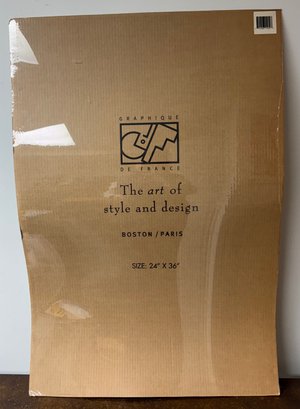 GRAPHIQUE
DE FRANCE
The art of
style and design
BOSTON / PARIS
SIZE: 24" X 36"